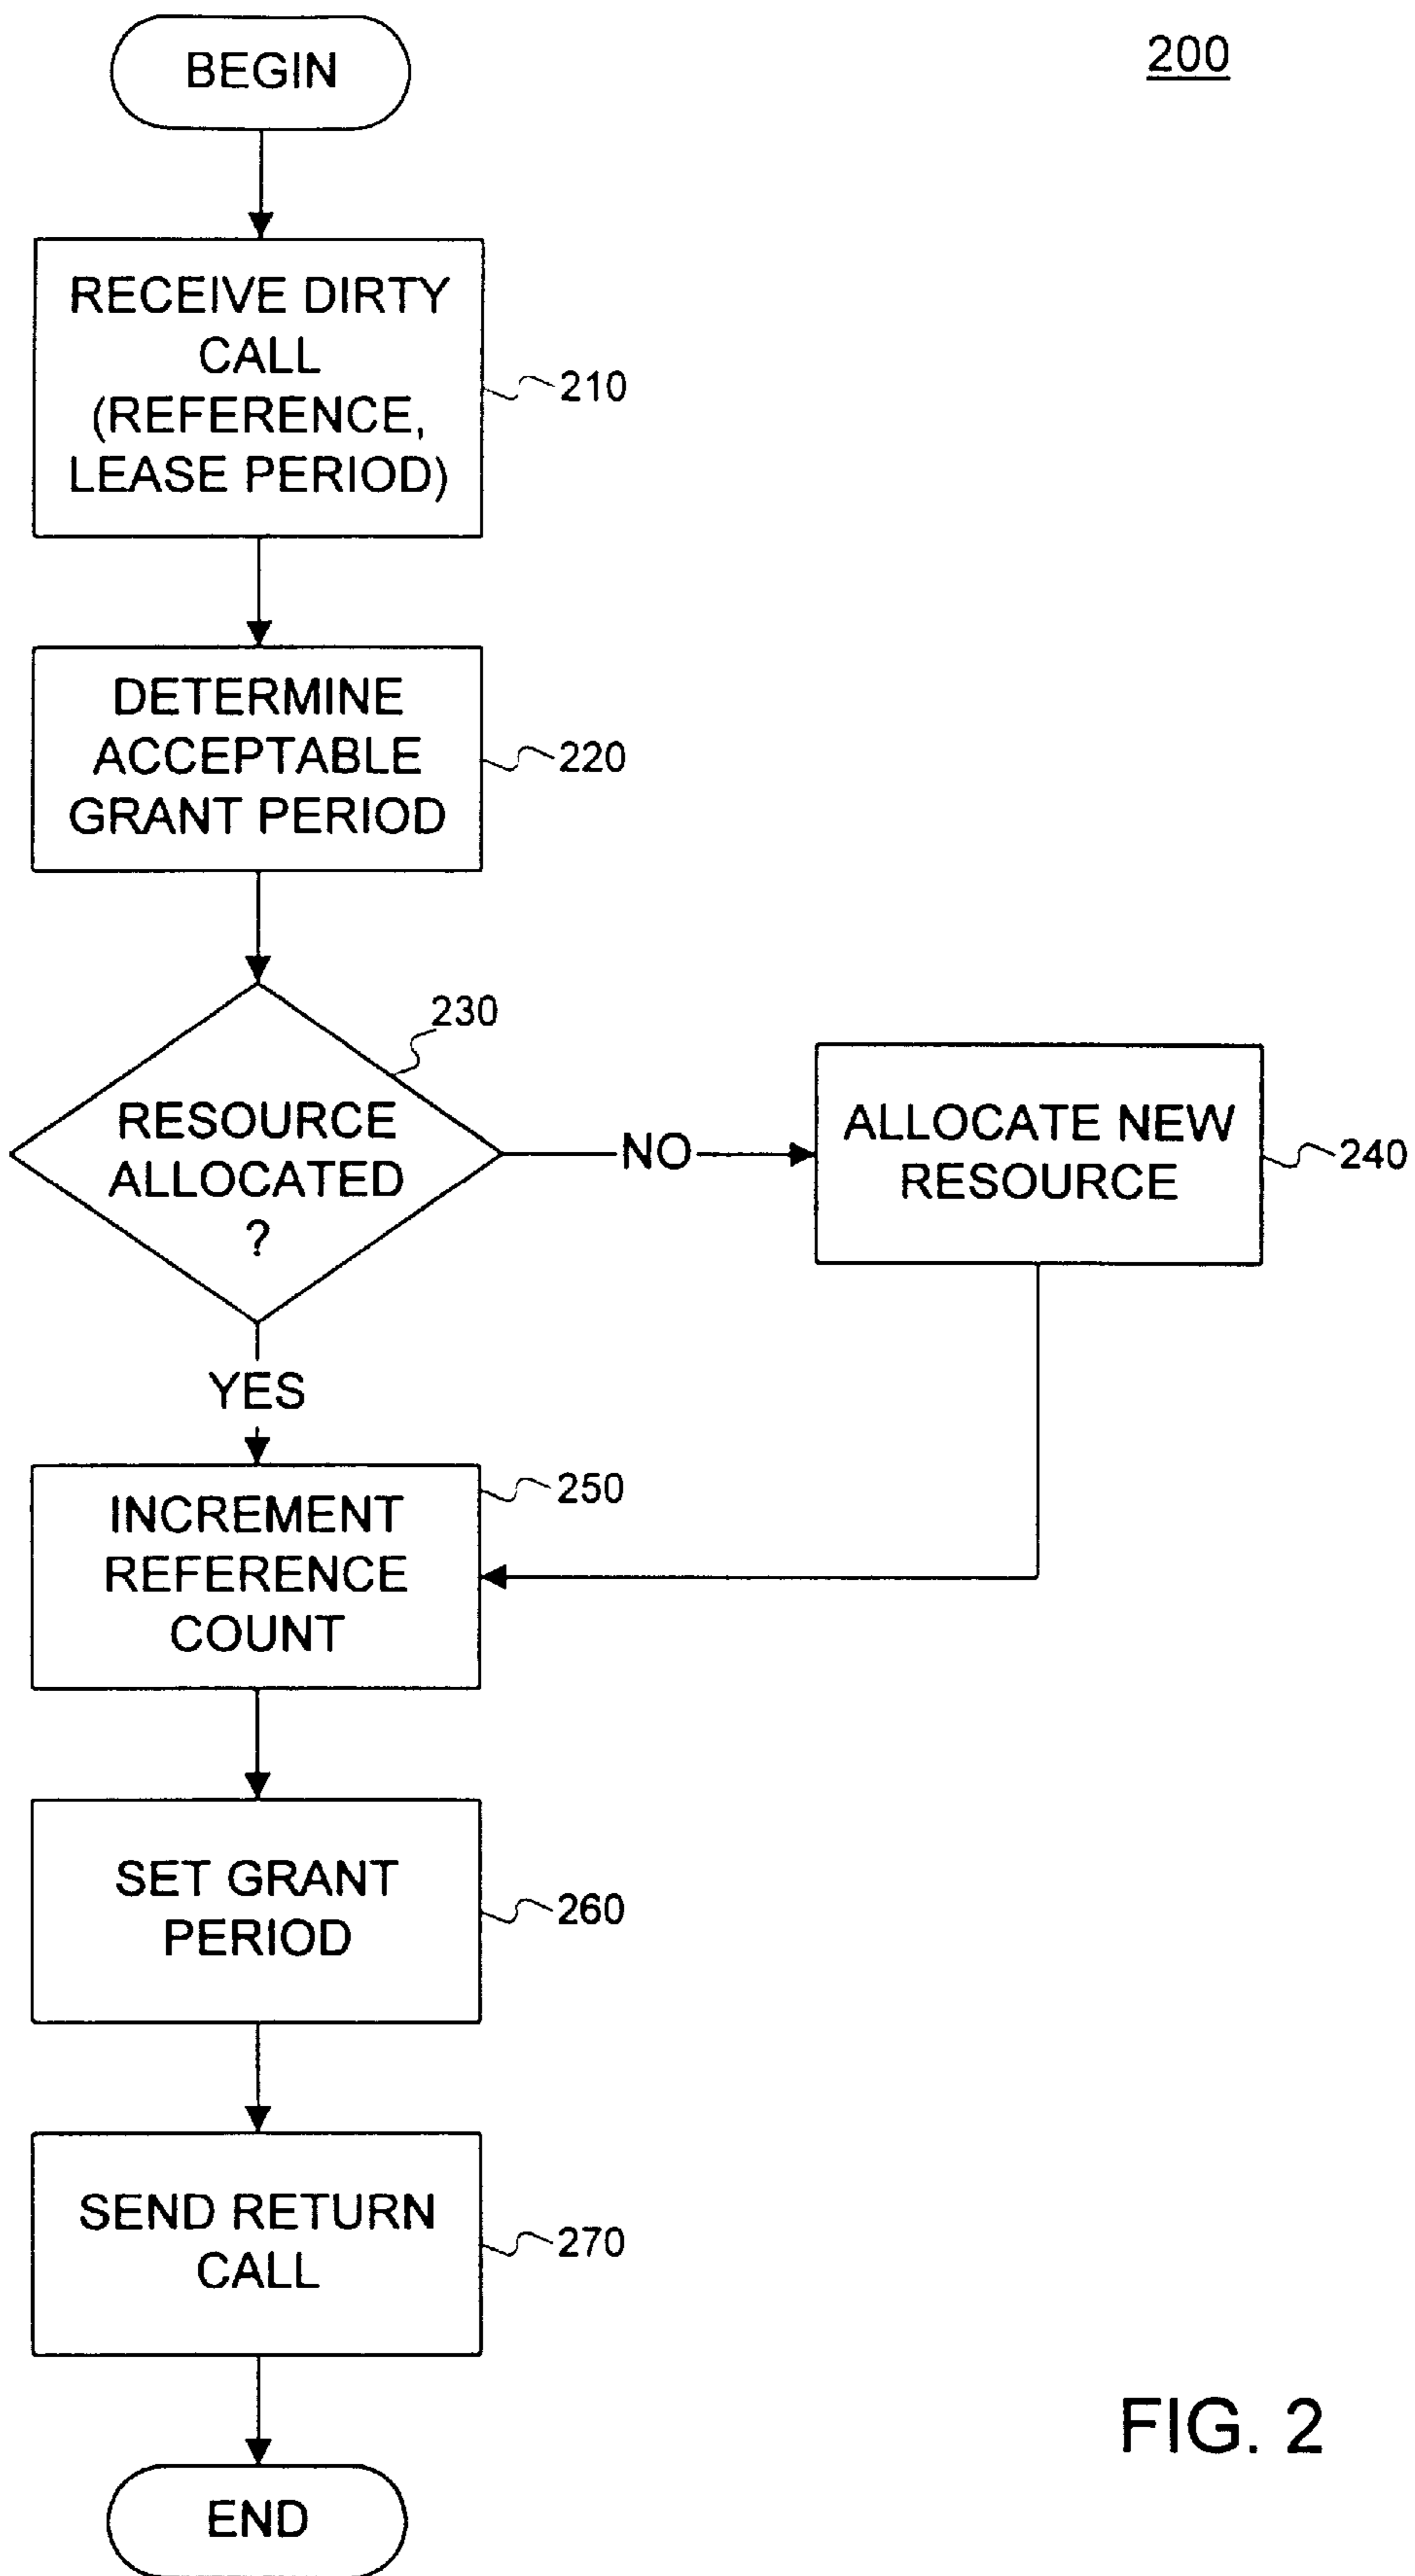 200
BEGIN
RECEIVE DIRTY
CALL
(REFERENCE,
LEASE PERIOD)
210
DETERMINE
ACCEPTABLE
GRANT PERIOD
220
230
RESOURCE
ALLOCATED
?
NO
ALLOCATE NEW
RESOURCE
240
YES
INCREMENT
REFERENCE
COUNT
250
SET GRANT
PERIOD
260
SEND RETURN
CALL
270
END
FIG. 2